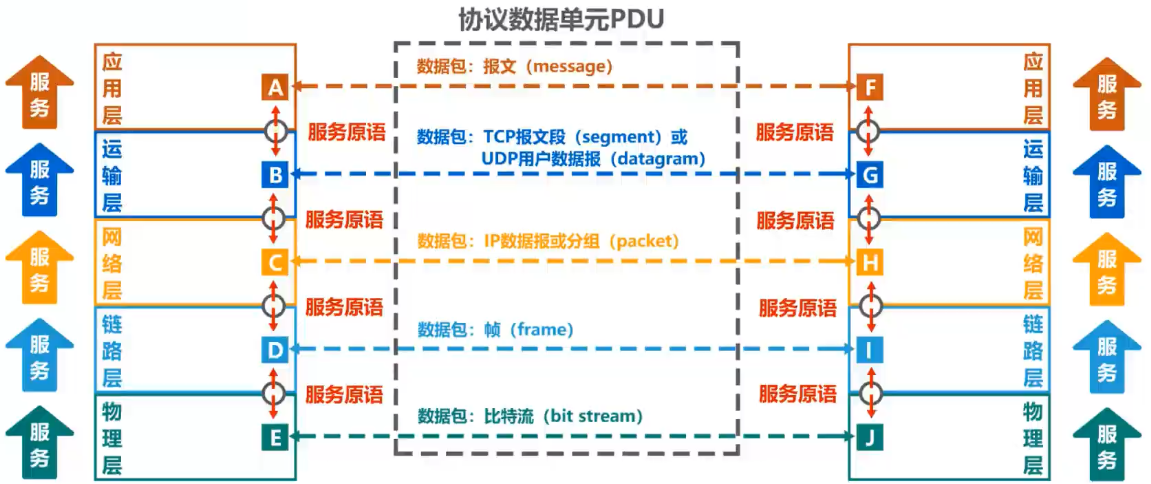 协议数据单元PDU
服务
应用层
A
数据包：报文（message）
F
应用层
服务
服务原语
服务原语
服务
运输层
B
数据包：TCP报文段（segment）或
UDP用户数据报（datagram）
G
运输层
服务
服务原语
服务原语
服务
网络层
C
数据包：IP数据报或分组（packet）
H
网络层
服务
服务原语
服务原语
服务
链路层
D
数据包：帧（frame）
I
链路层
服务
服务原语
服务原语
服务
物理层
E
数据包：比特流（bit stream）
J
物理层
服务